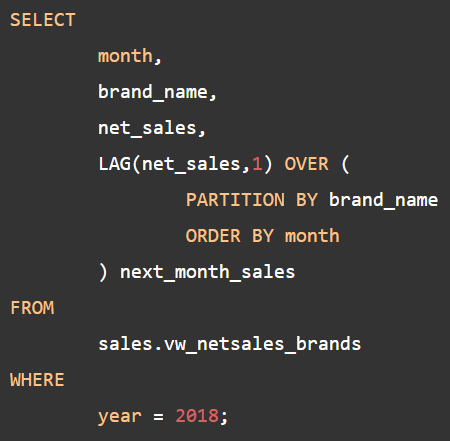 SELECT
month,
brand_name,
net_sales,
LAG(net_sales,1) OVER (
PARTITION BY brand_name
ORDER BY month
) next_month_sales
FROM
sales.vw_netsales_brands
WHERE
year = 2018;